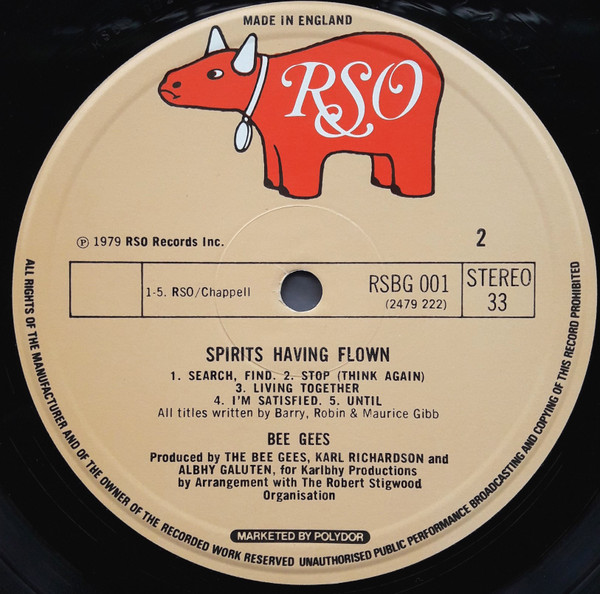 MADE IN ENGLAND
RSO
℗ 1979 RSO Records Inc.
2
1-5. RSO/Chappell
RSBG 001
(2479 222)
STEREO
33
SPIRITS HAVING FLOWN
1. SEARCH, FIND. 2. STOP (THINK AGAIN)
3. LIVING TOGETHER
4. I'M SATISFIED. 5. UNTIL
All titles written by Barry, Robin & Maurice Gibb
BEE GEES
Produced by THE BEE GEES, KARL RICHARDSON and
ALBHY GALUTEN, for Karlbhy Productions
by Arrangement with The Robert Stigwood
Organisation
MARKETED BY POLYDOR
ALL RIGHTS OF THE MANUFACTURER AND OF THE OWNER OF THE RECORDED WORK RESERVED UNAUTHORISED PUBLIC PERFORMANCE BROADCASTING AND COPYING OF THIS RECORD PROHIBITED